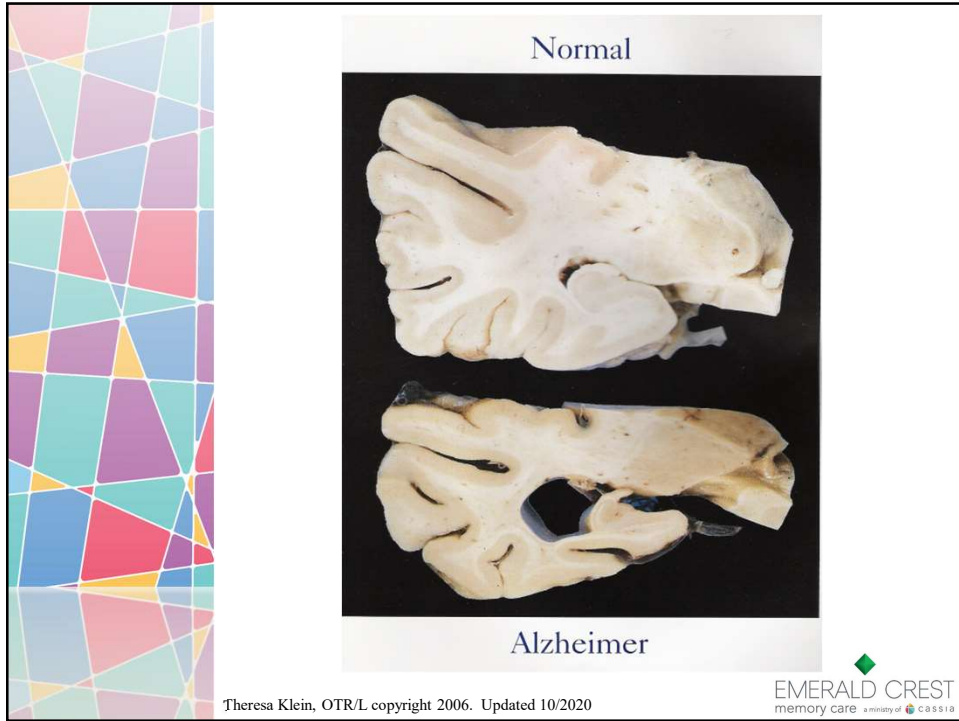 Normal
Alzheimer
Theresa Klein, OTR/L copyright 2006.  Updated 10/2020
EMERALD CREST
memory care a ministry of cassia